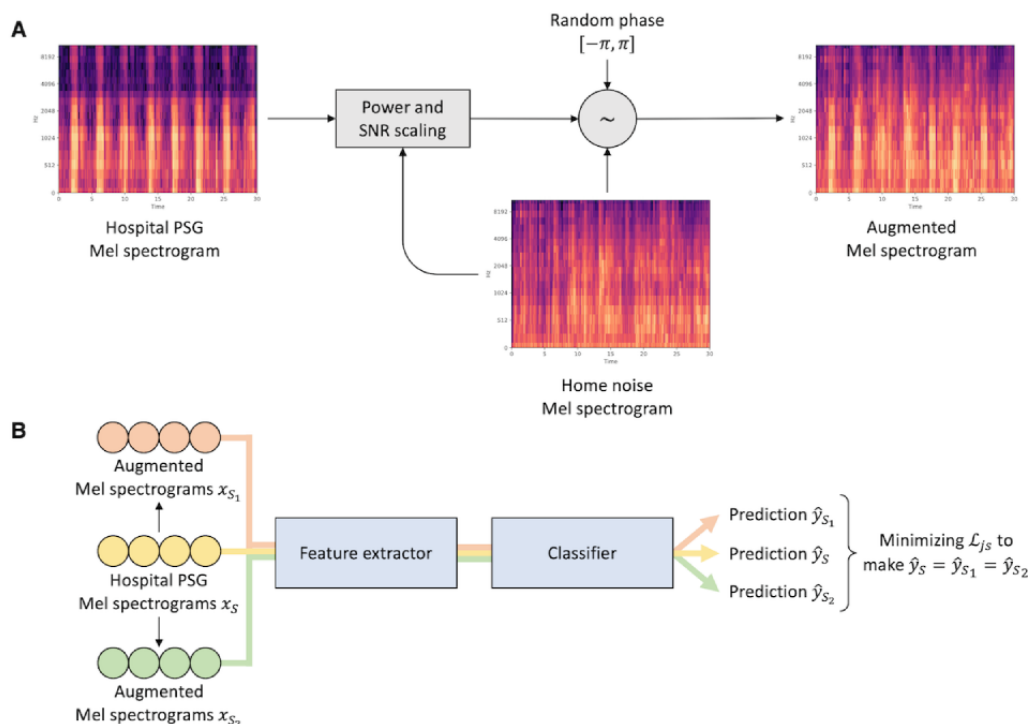 A
Random phase
[−π, π]
8192
4096
2048
1024
512
0
Hz
0 5 10 15 20 25 30
Time
Hospital PSG
Mel spectrogram
Power and
SNR scaling
~
8192
4096
2048
1024
512
0
Hz
0 5 10 15 20 25 30
Time
Home noise
Mel spectrogram
8192
4096
2048
1024
512
0
Hz
0 5 10 15 20 25 30
Time
Augmented
Mel spectrogram
B
Augmented
Mel spectrograms x_{S_1}
Hospital PSG
Mel spectrograms x_S
Augmented
Mel spectrograms x_{S_2}
Feature extractor
Classifier
Prediction ŷ_{S_1}
Prediction ŷ_S
Prediction ŷ_{S_2}
Minimizing ℒ_{js} to
make ŷ_S = ŷ_{S_1} = ŷ_{S_2}